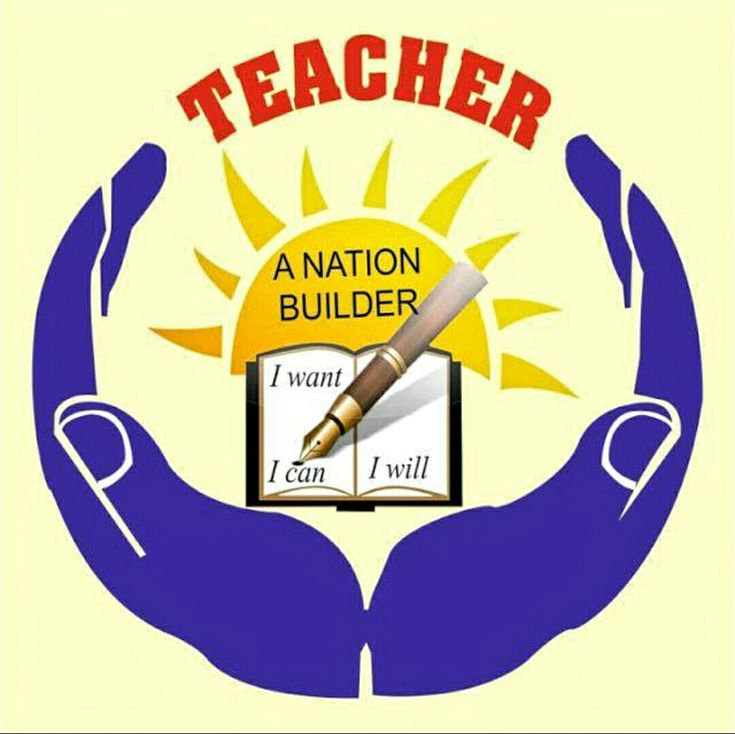 TEACHER
A NATION
BUILDER
I want
I can
I will